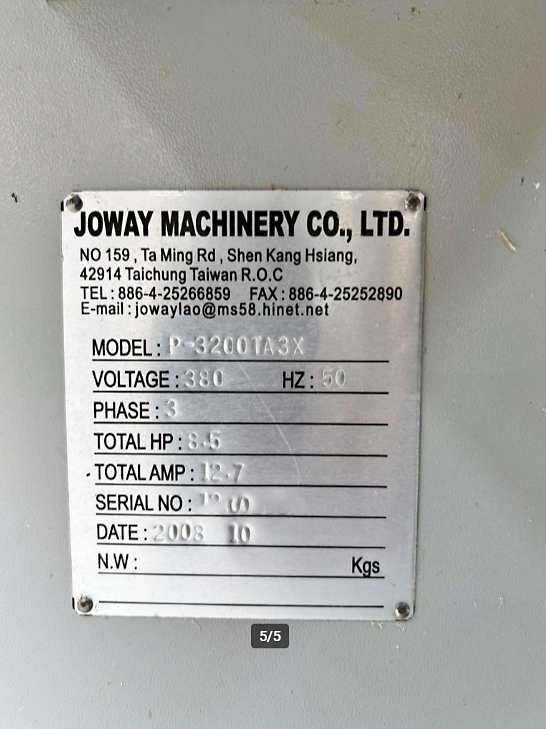 JOWAY MACHINERY CO., LTD.
NO 159 , Ta Ming Rd , Shen Kang Hsiang,
42914 Taichung Taiwan R.O.C
TEL : 886-4-25266859 FAX : 886-4-25252890
E-mail : jowaylao@ms58.hinet.net
MODEL : P-3200TA3X
VOLTAGE : 380 HZ : 50
PHASE : 3
TOTAL HP : 8.5
TOTAL AMP : 12.7
SERIAL NO :
DATE : 2008 10
N.W : Kgs
5/5